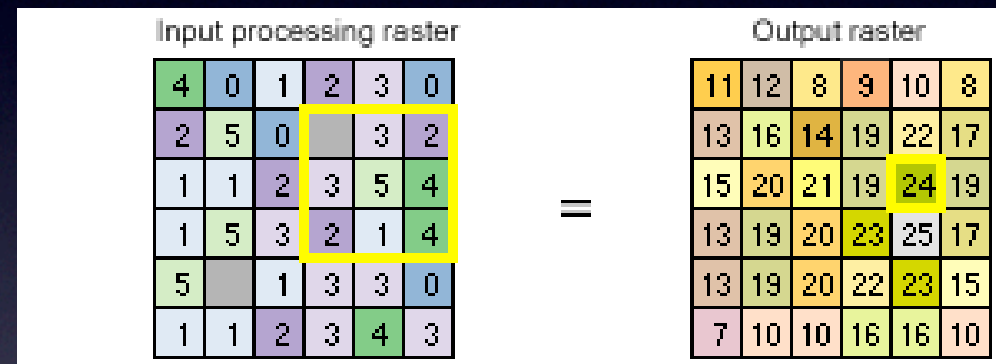 Input processing raster Output raster
4 0 1 2 3 0 11 12 8 9 10 8
2 5 0 3 2 13 16 14 19 22 17
1 1 2 3 5 4 15 20 21 19 24 19
=
1 5 3 2 1 4 13 19 20 23 25 17
5 1 3 3 0 13 19 20 22 23 15
1 1 2 3 4 3 7 10 10 16 16 10